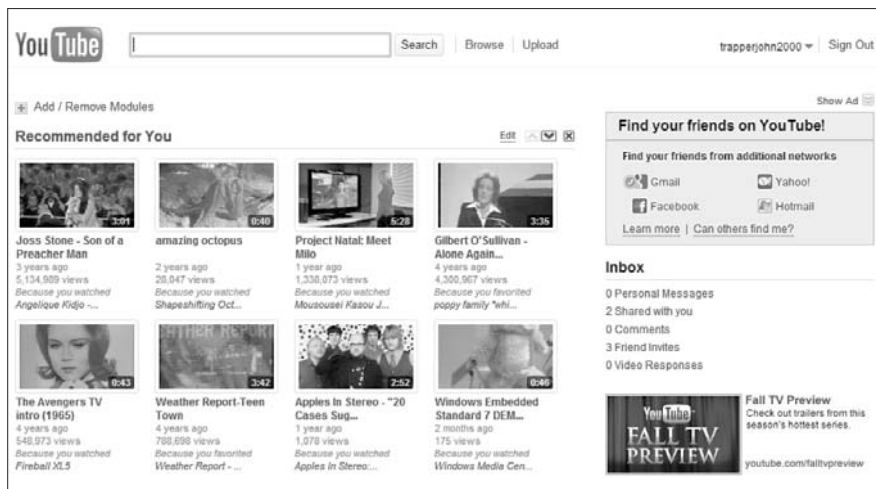 You Tube
Search Browse Upload trapperjohn2000 Sign Out
Add / Remove Modules
Show Ad
Recommended for You
Edit
3:01 0:40 5:28 3:35
Joss Stone - Son of a Preacher Man
3 years ago
5,134,989 views
Because you watched
Angelique Kidjo -...
amazing octopus
2 years ago
28,047 views
Because you watched
Shapeshifting Oct...
Project Natal: Meet Milo
1 year ago
1,338,073 views
Because you watched
Mousousei Kasou J...
Gilbert O'Sullivan - Alone Again...
4 years ago
4,300,967 views
Because you favorited
poppy family "whi...
0:43 3:42 2:52 0:46
WEATHER REPORT
The Avengers TV intro (1965)
4 years ago
548,973 views
Because you watched
Fireball XL5
Weather Report-Teen Town
4 years ago
788,698 views
Because you favorited
Weather Report - ...
Apples In Stereo - "20 Cases Sug...
1 year ago
1,078 views
Because you watched
Apples In Stereo:...
Windows Embedded Standard 7 DEM...
2 months ago
175 views
Because you watched
Windows Media Cen...
Find your friends on YouTube!
Find your friends from additional networks
Gmail Yahoo!
Facebook Hotmail
Learn more | Can others find me?
Inbox
0 Personal Messages
2 Shared with you
0 Comments
3 Friend Invites
0 Video Responses
You Tube
FALL TV
PREVIEW
Fall TV Preview
Check out trailers from this
season's hottest series.
youtube.com/falltvpreview